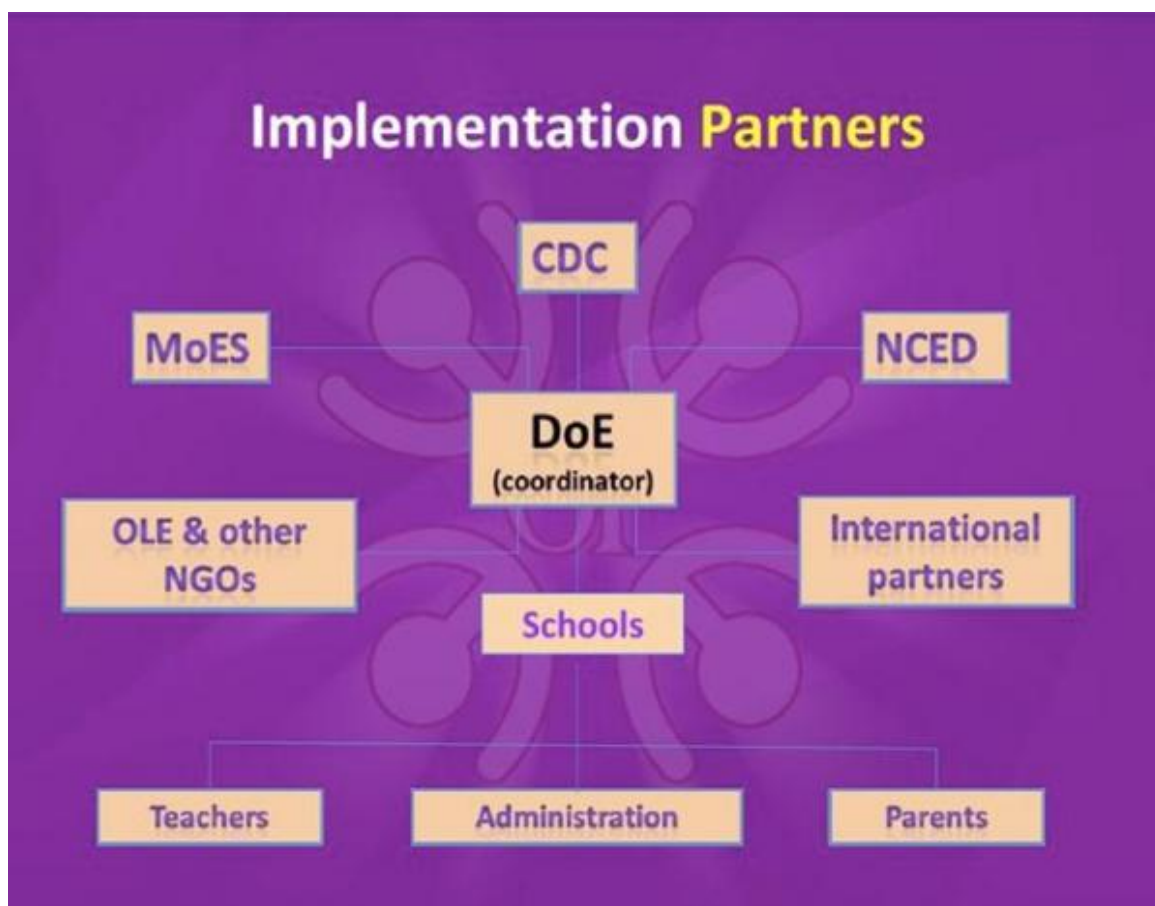 Implementation Partners
CDC
MoES
NCED
DoE
(coordinator)
OLE & other
NGOs
International
partners
Schools
Teachers
Administration
Parents